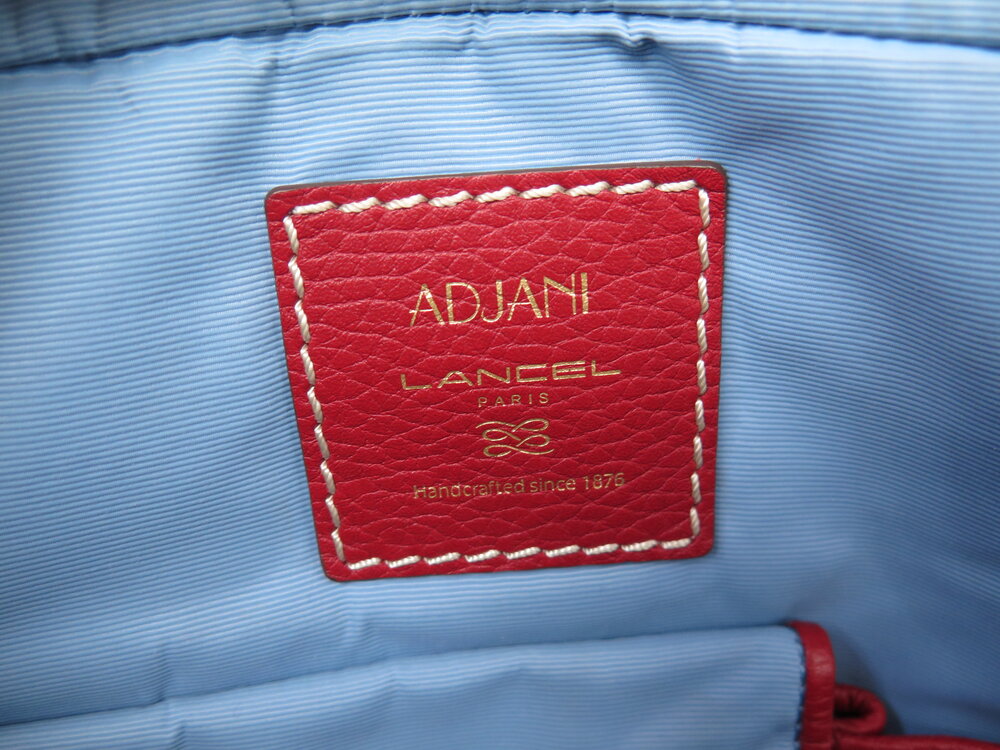 ADJANI
LANCEL
PARIS
Handcrafted since 1876